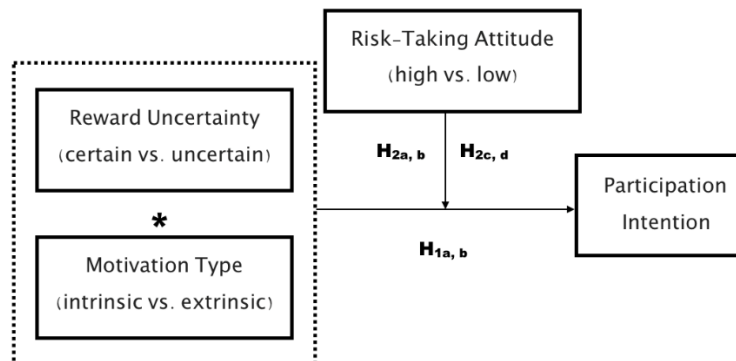 Risk-Taking Attitude
(high vs. low)
Reward Uncertainty
(certain vs. uncertain)
H2a, b
H2c, d
Participation
Intention
*
H1a, b
Motivation Type
(intrinsic vs. extrinsic)